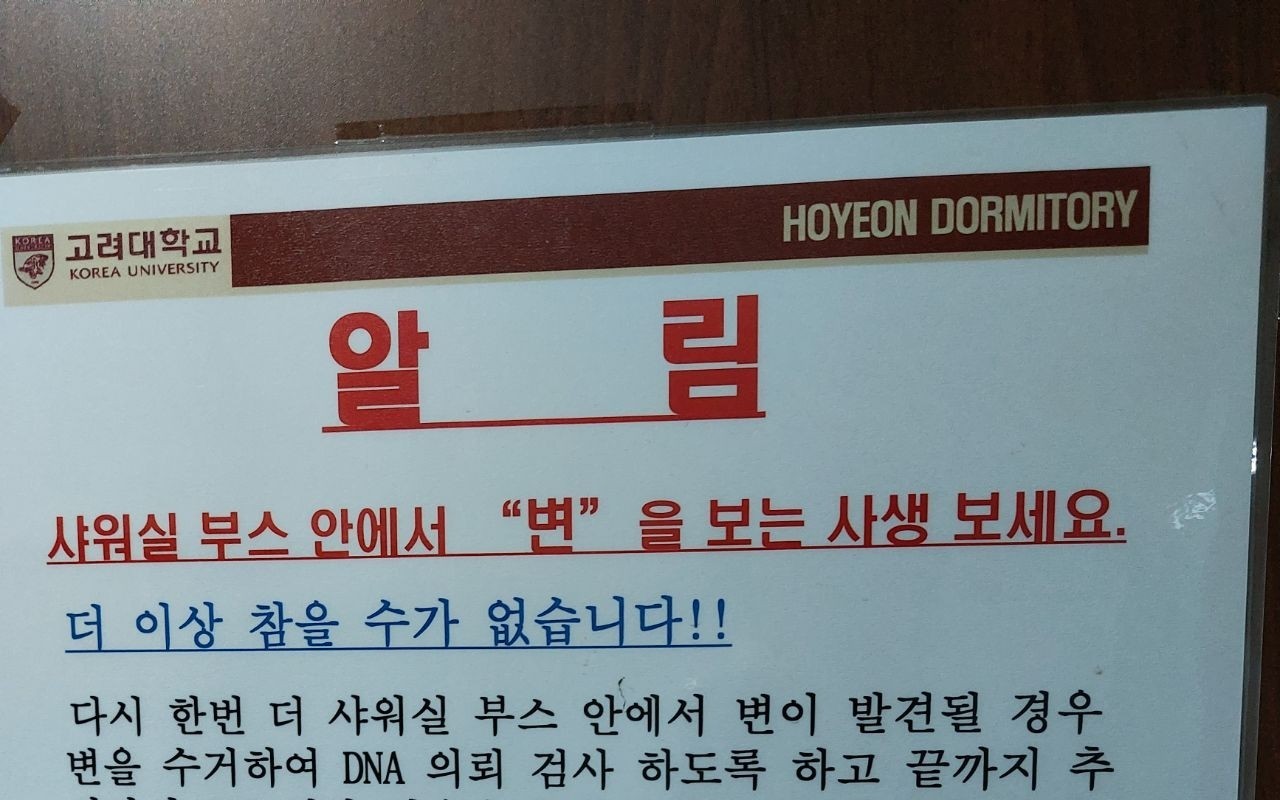 KOREA
고려대학교
KOREA UNIVERSITY
HOYEON DORMITORY
알 림
샤워실 부스 안에서 “변” 을 보는 사생 보세요.
더 이상 참을 수가 없습니다!!
다시 한번 더 샤워실 부스 안에서 변이 발견될 경우
변을 수거하여 DNA 의뢰 검사 하도록 하고 끝까지 추